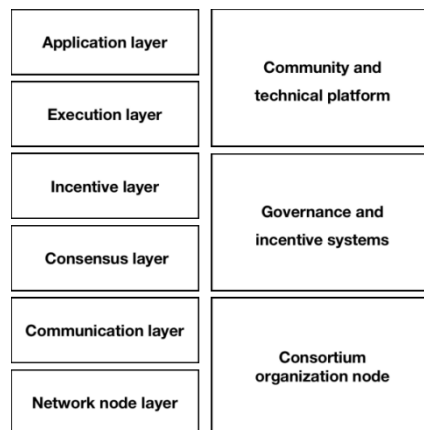 Application layer
Execution layer
Incentive layer
Consensus layer
Communication layer
Network node layer
Community and
technical platform
Governance and
incentive systems
Consortium
organization node